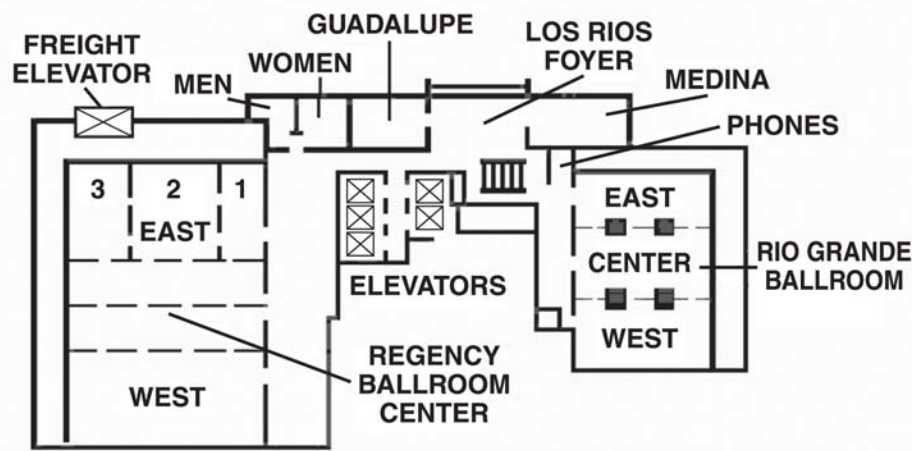 GUADALUPE
LOS RIOS
FOYER
FREIGHT
ELEVATOR
WOMEN
MEN
MEDINA
PHONES
3 2 1
EAST
EAST
CENTER
RIO GRANDE
BALLROOM
ELEVATORS
WEST
REGENCY
BALLROOM
CENTER
WEST